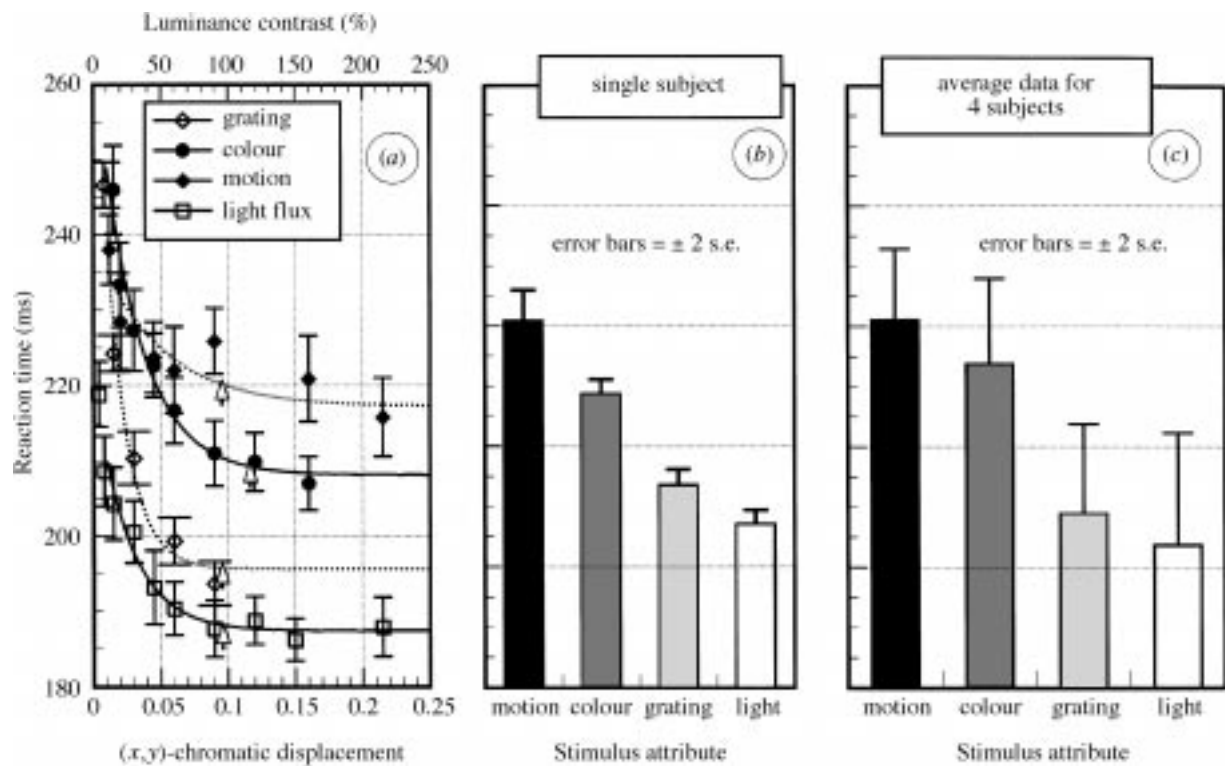 Luminance contrast (%)
0 50 100 150 200 250
260
240
220
200
180
Reaction time (ms)
grating
colour
motion
light flux
(a)
0 0.05 0.1 0.15 0.2 0.25
(x,y)-chromatic displacement
single subject
(b)
error bars = ± 2 s.e.
motion colour grating light
Stimulus attribute
average data for
4 subjects
(c)
error bars = ± 2 s.e.
motion colour grating light
Stimulus attribute